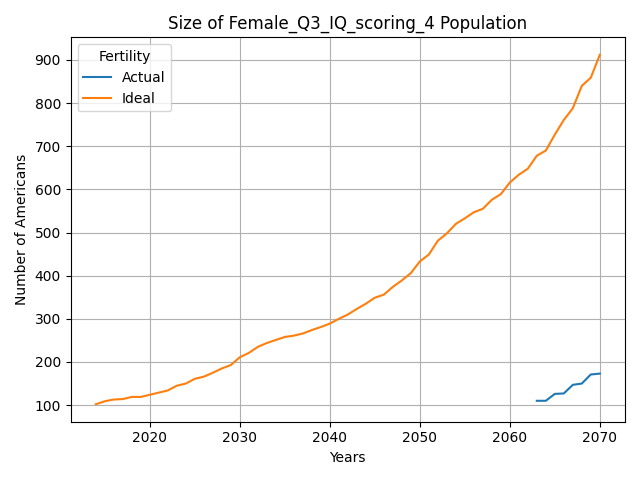 Size of Female_Q3_IQ_scoring_4 Population
Fertility
Actual
Ideal
Number of Americans
900
800
700
600
500
400
300
200
100
2020
2030
2040
2050
2060
2070
Years